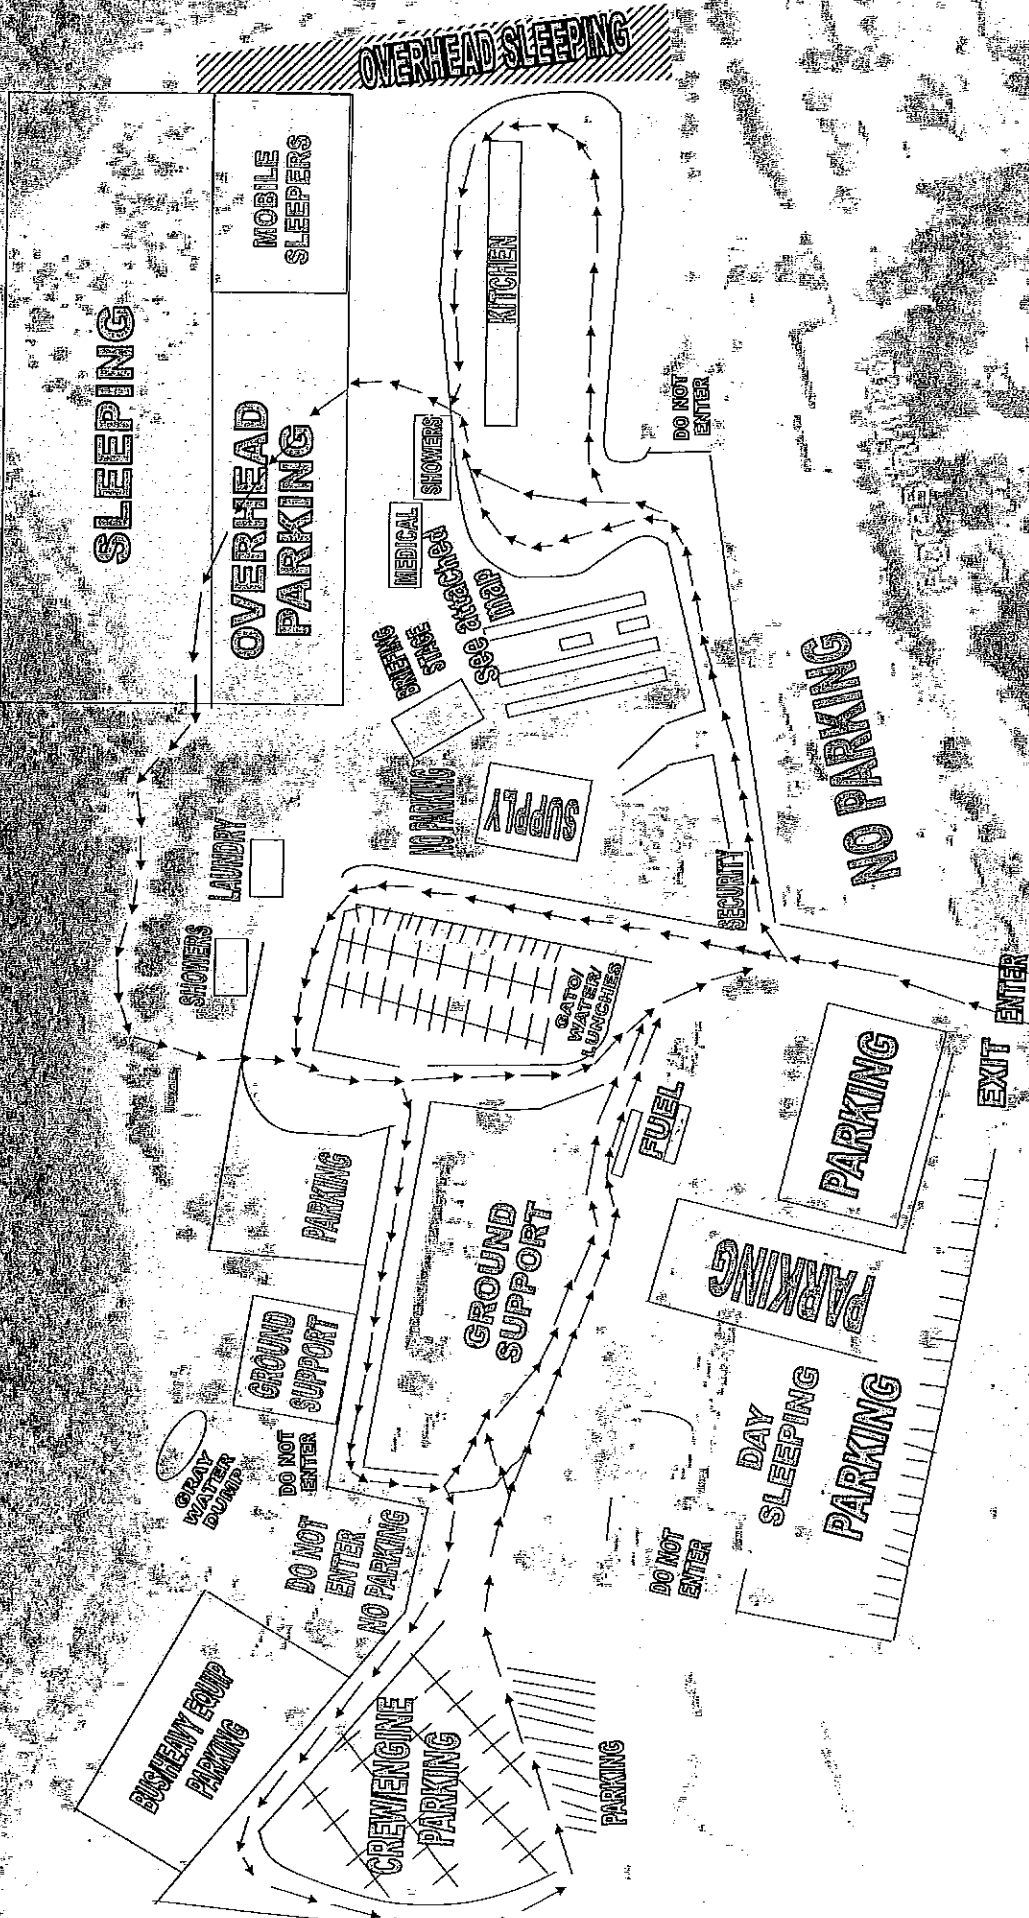 OVERHEAD SLEEPING
MOBILE
SLEEPERS
SLEEPING
OVERHEAD
PARKING
KITCHEN
DO NOT
ENTER
SHOWERS
MEDICAL
see attached
map
BRIEFING
STAGE
NO PARKING
SUPPLY
NO PARKING
SECURITY
LAUNDRY
SHOWERS
GATO/
WATER/
LUNCHIES
ENTER
EXIT
FUEL
PARKING
PARKING
PARKING
GROUND
SUPPORT
GROUND
SUPPORT
DAY
SLEEPING
PARKING
GRAY
WATER
DUMP
DO NOT
ENTER
DO NOT
ENTER
NO PARKING
DO NOT
ENTER
BUS/HEAVY EQUIP
PARKING
CREW/ENGINE
PARKING
PARKING